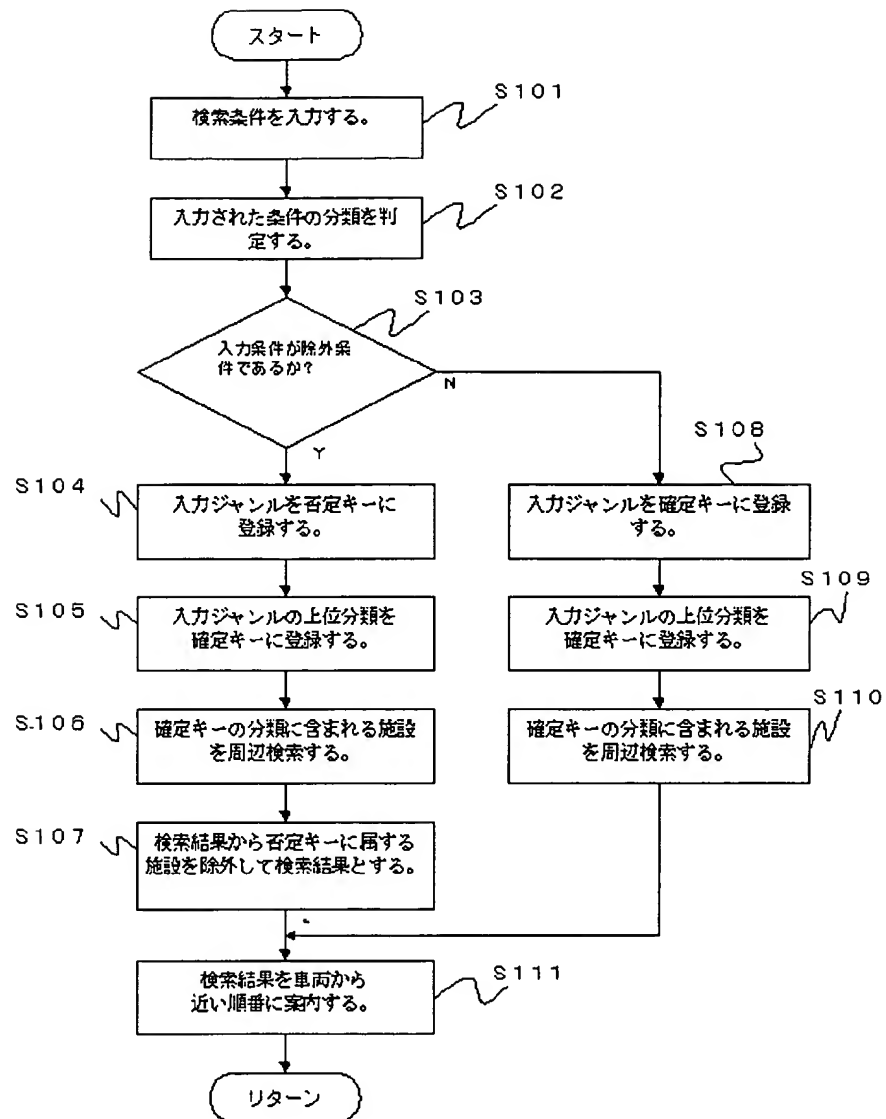 スタート
S101
検索条件を入力する。
S102
入力された条件の分類を判
定する。
S103
入力条件が除外条
件であるか?
N
Y
S108
S104
入力ジャンルを否定キーに
登録する。
入力ジャンルを確定キーに登録
する。
S109
S105
入力ジャンルの上位分類を
確定キーに登録する。
入力ジャンルの上位分類を
確定キーに登録する。
S110
S106
確定キーの分類に含まれる施設
を周辺検索する。
確定キーの分類に含まれる施設
を周辺検索する。
S107
検索結果から否定キーに属する
施設を除外して検索結果とする。
S111
検索結果を車両から
近い順番に案内する。
リターン